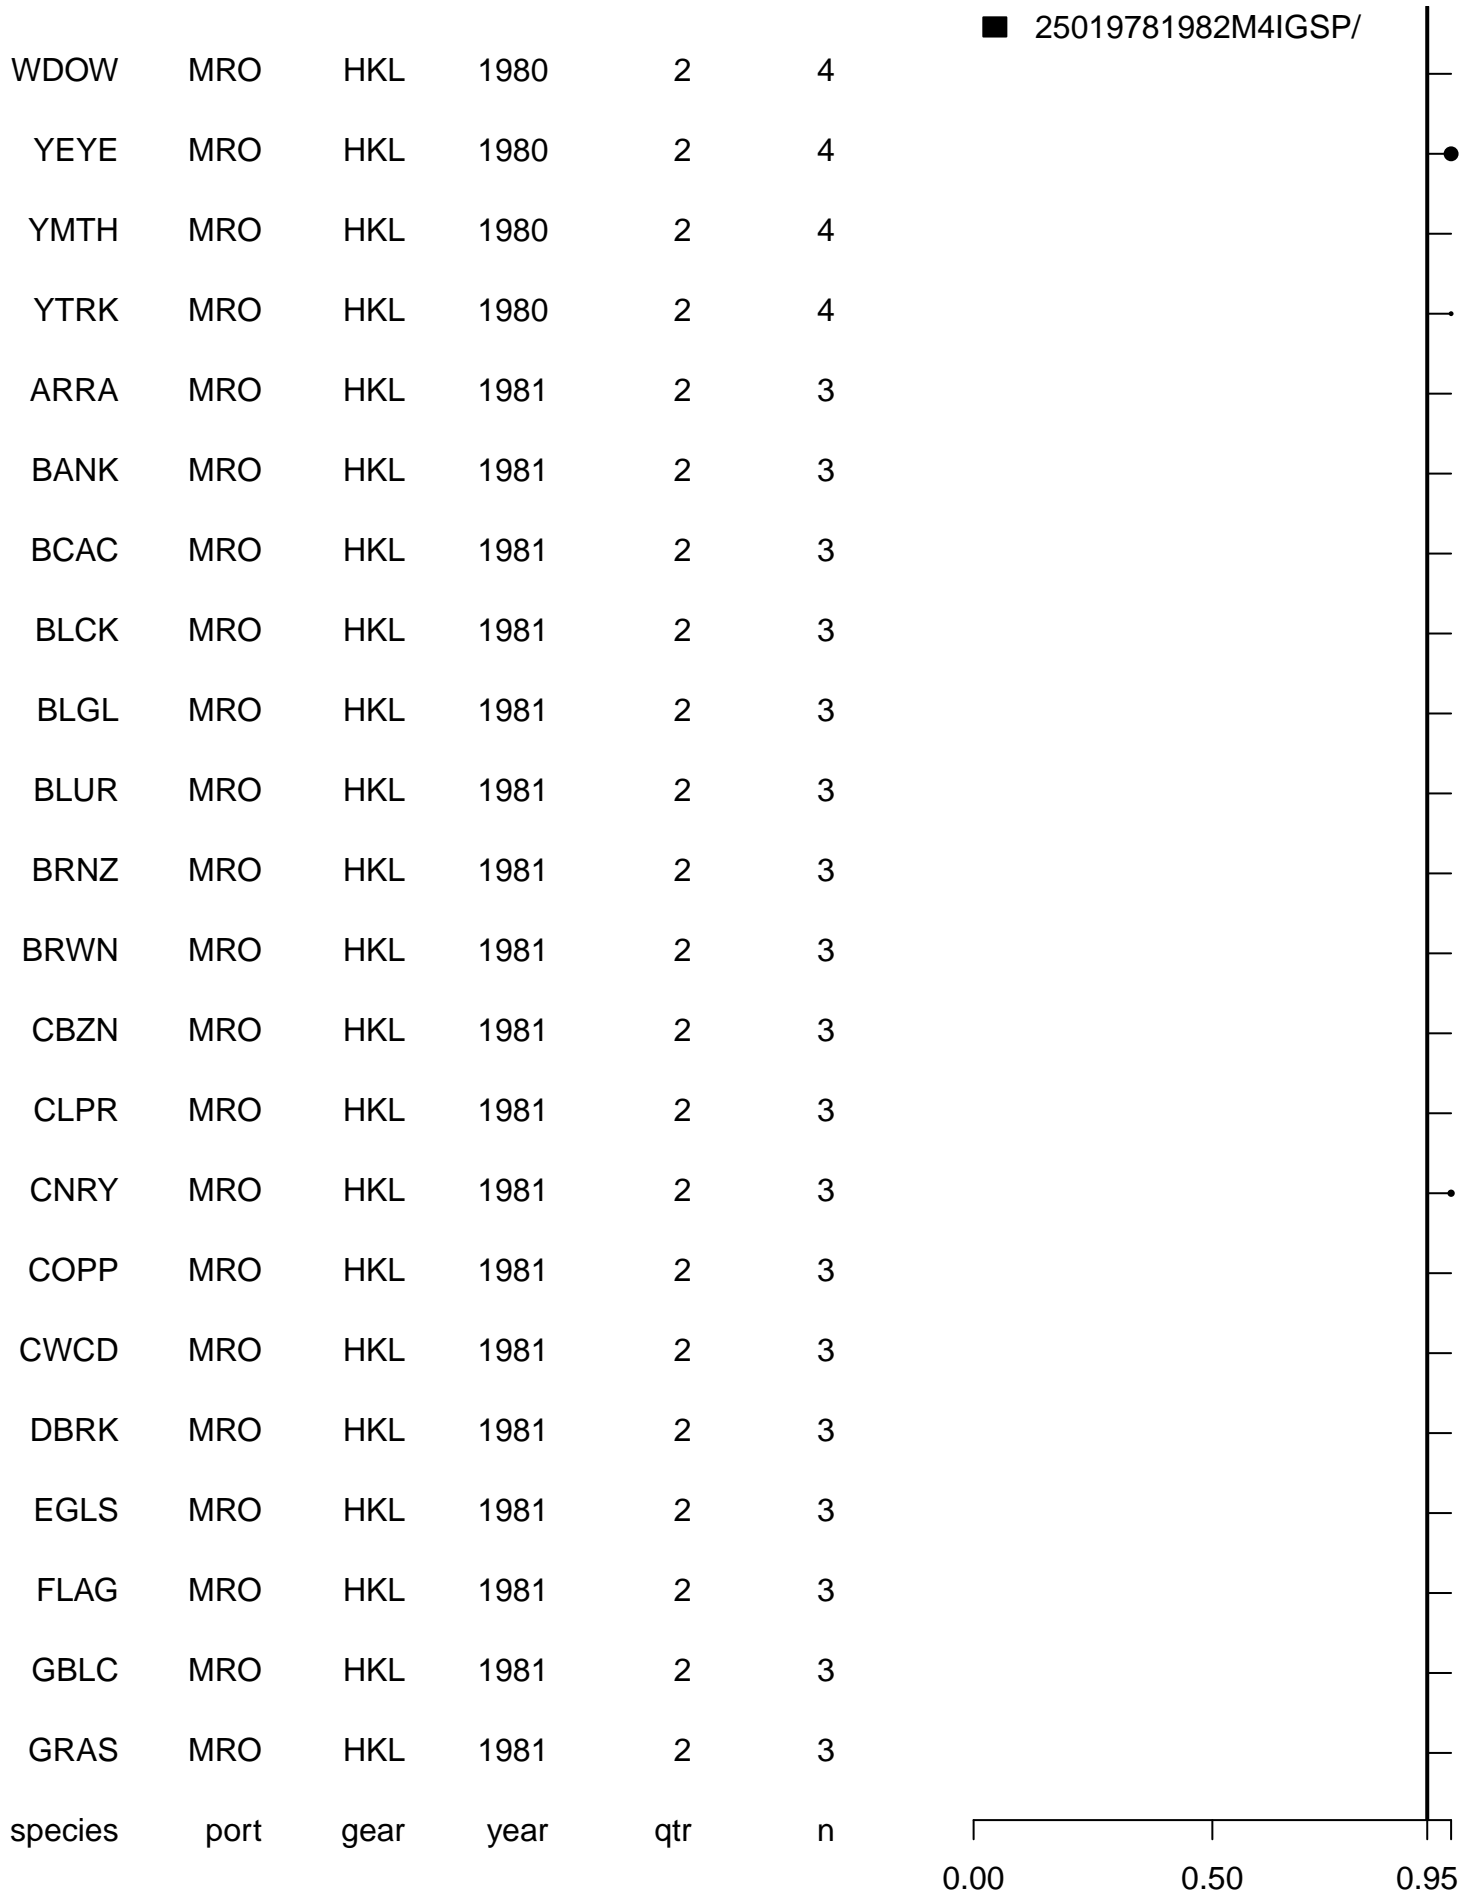 25019781982M4IGSP/
WDOW MRO HKL 1980 2 4
YEYE MRO HKL 1980 2 4
YMTH MRO HKL 1980 2 4
YTRK MRO HKL 1980 2 4
ARRA MRO HKL 1981 2 3
BANK MRO HKL 1981 2 3
BCAC MRO HKL 1981 2 3
BLCK MRO HKL 1981 2 3
BLGL MRO HKL 1981 2 3
BLUR MRO HKL 1981 2 3
BRNZ MRO HKL 1981 2 3
BRWN MRO HKL 1981 2 3
CBZN MRO HKL 1981 2 3
CLPR MRO HKL 1981 2 3
CNRY MRO HKL 1981 2 3
COPP MRO HKL 1981 2 3
CWCD MRO HKL 1981 2 3
DBRK MRO HKL 1981 2 3
EGLS MRO HKL 1981 2 3
FLAG MRO HKL 1981 2 3
GBLC MRO HKL 1981 2 3
GRAS MRO HKL 1981 2 3
species port gear year qtr n
0.00 0.50 0.95